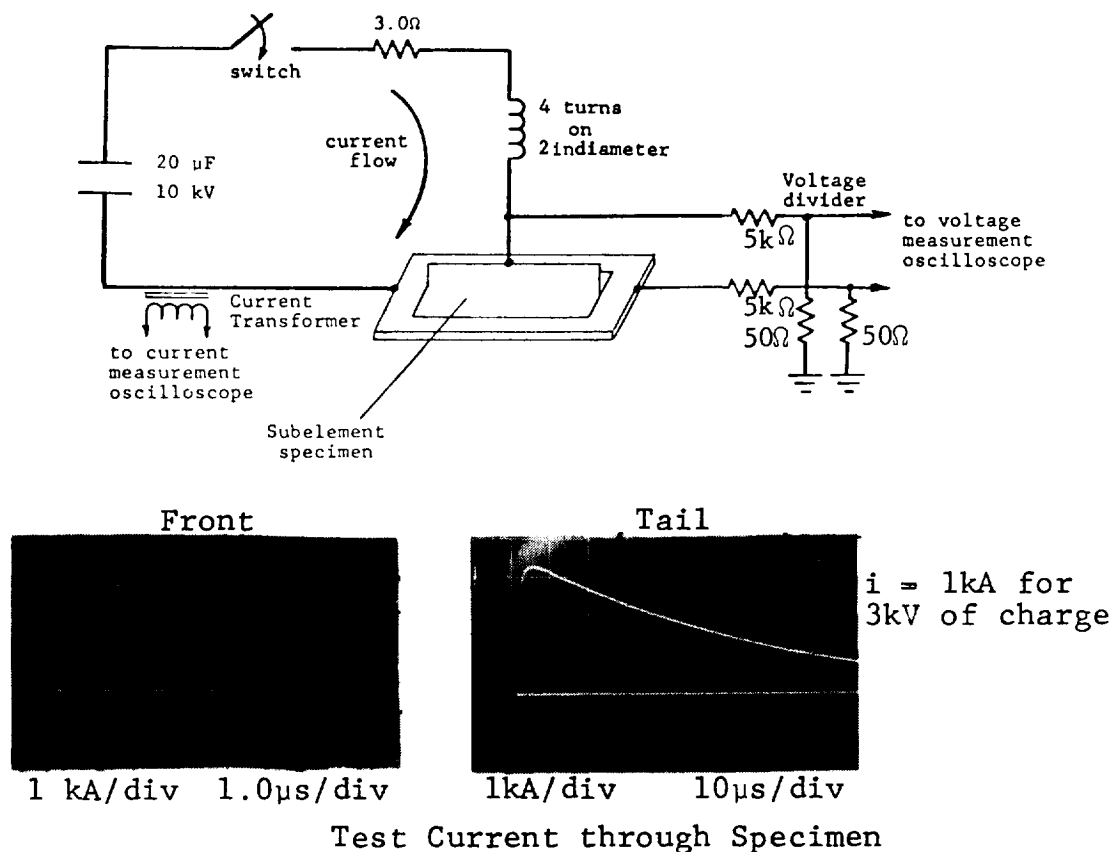 3.0Ω
switch
4 turns
on
2indiameter
current
flow
20 µF
10 kV
Voltage
divider
5kΩ
to voltage
measurement
oscilloscope
5kΩ
50Ω
50Ω
Current
Transformer
to current
measurement
oscilloscope
Subelement
specimen
Front
Tail
i = 1kA for
3kV of charge
1 kA/div 1.0µs/div
1kA/div 10µs/div
Test Current through Specimen